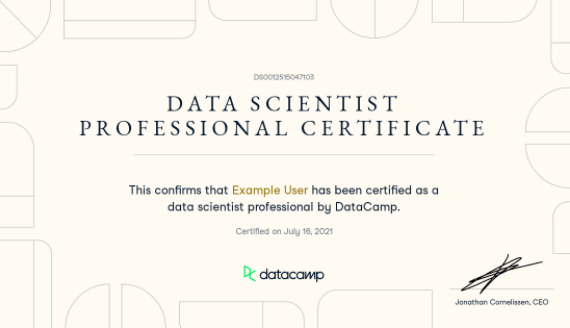 DS0012515047103
DATA SCIENTIST
PROFESSIONAL CERTIFICATE
This confirms that Example User has been certified as a
data scientist professional by DataCamp.
Certified on July 16, 2021
datacamp
Jonathan Cornelissen, CEO